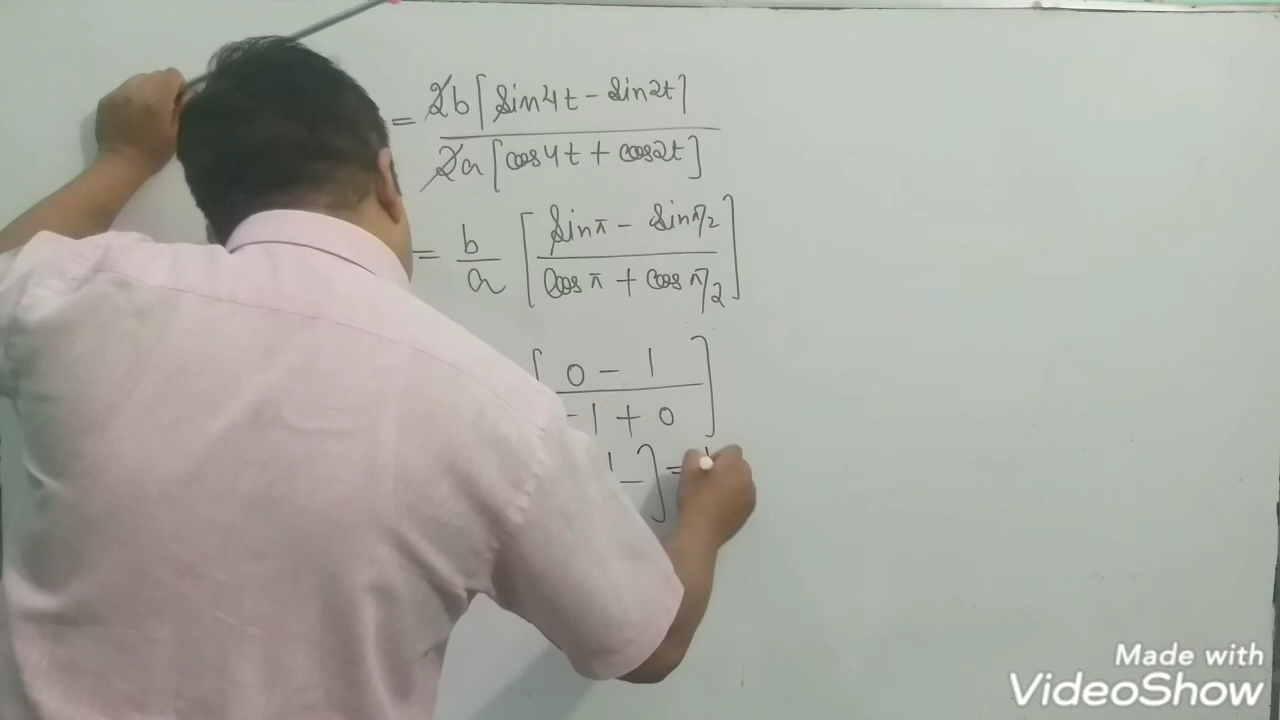 = 2b[sin4t - sin2t]
2a[cos4t + cos2t]
= b/a [sinπ - sinπ/2
cosπ + cosπ/2]
[0 - 1
-1 + 0]
1] =
Made with
VideoShow